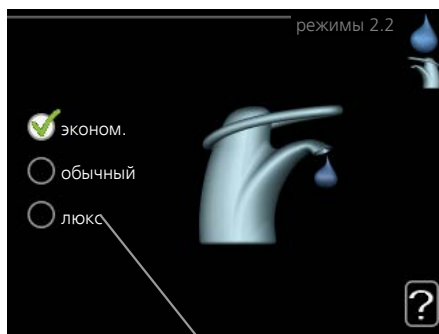 режимы 2.2
эконом.
обычный
люкс
?